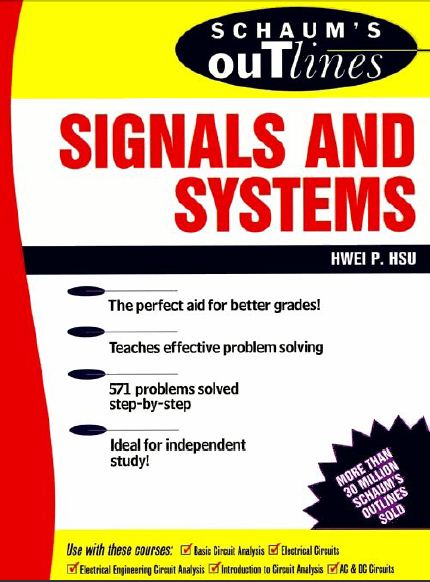 SCHAUM'S
OUTlines
SIGNALS AND
SYSTEMS
HWEI P. HSU
The perfect aid for better grades!
Teaches effective problem solving
571 problems solved
step-by-step
Ideal for independent
study!
MORE THAN
30 MILLION
SCHAUM'S
OUTLINES
SOLD
Use with these courses: ☑ Basic Circuit Analysis ☑ Electrical Circuits
☑ Electrical Engineering Circuit Analysis ☑ Introduction to Circuit Analysis ☑ AC & DC Circuits